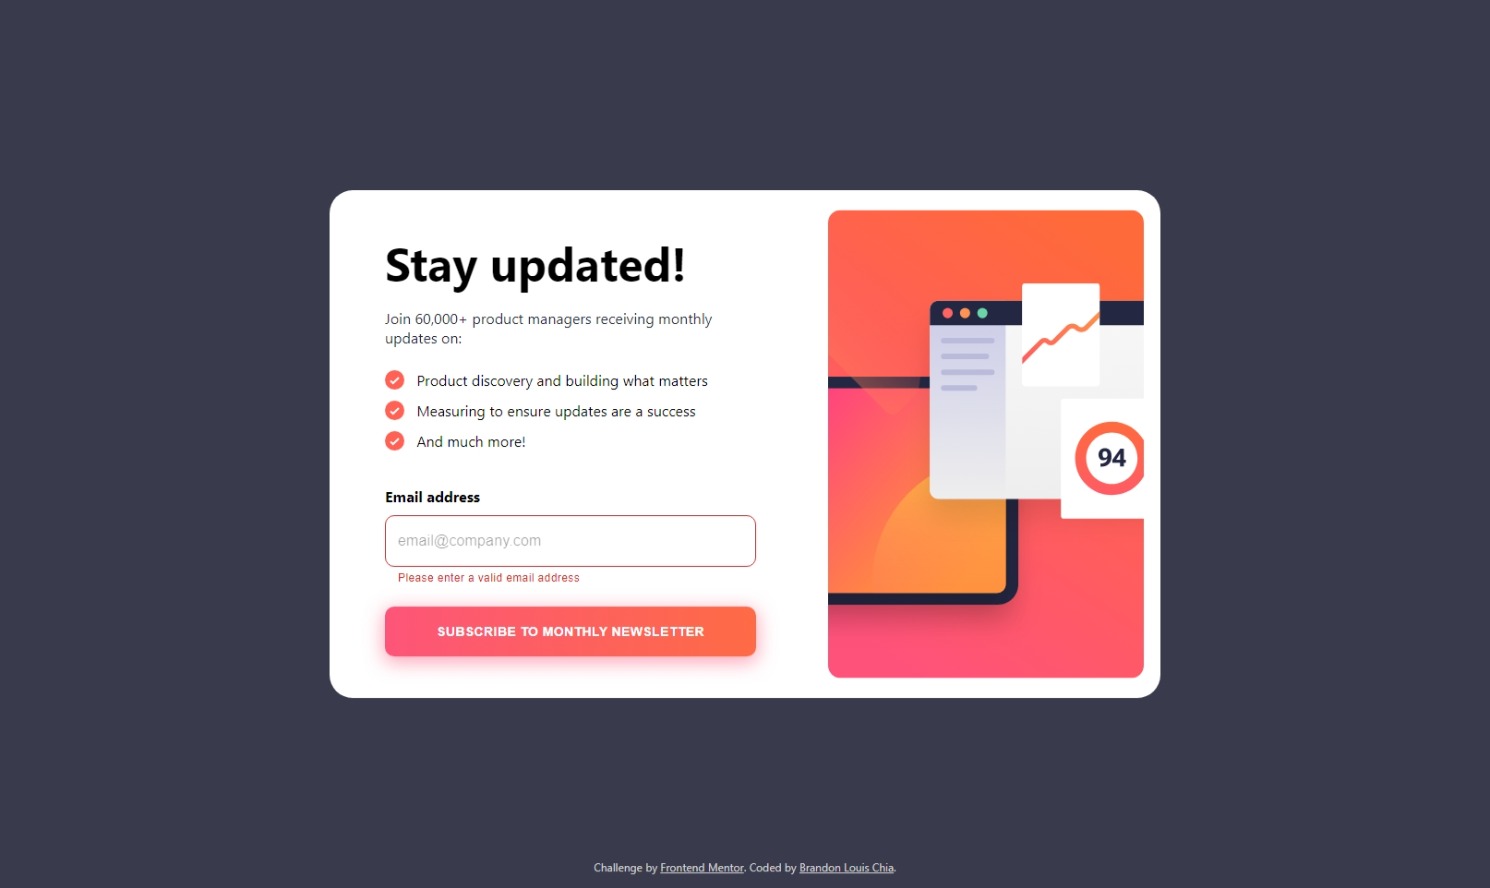 Stay updated!
Join 60,000+ product managers receiving monthly
updates on:
Product discovery and building what matters
Measuring to ensure updates are a success
And much more!
Email address
email@company.com
Please enter a valid email address
SUBSCRIBE TO MONTHLY NEWSLETTER
94
Challenge by Frontend Mentor. Coded by Brandon Louis Chia.